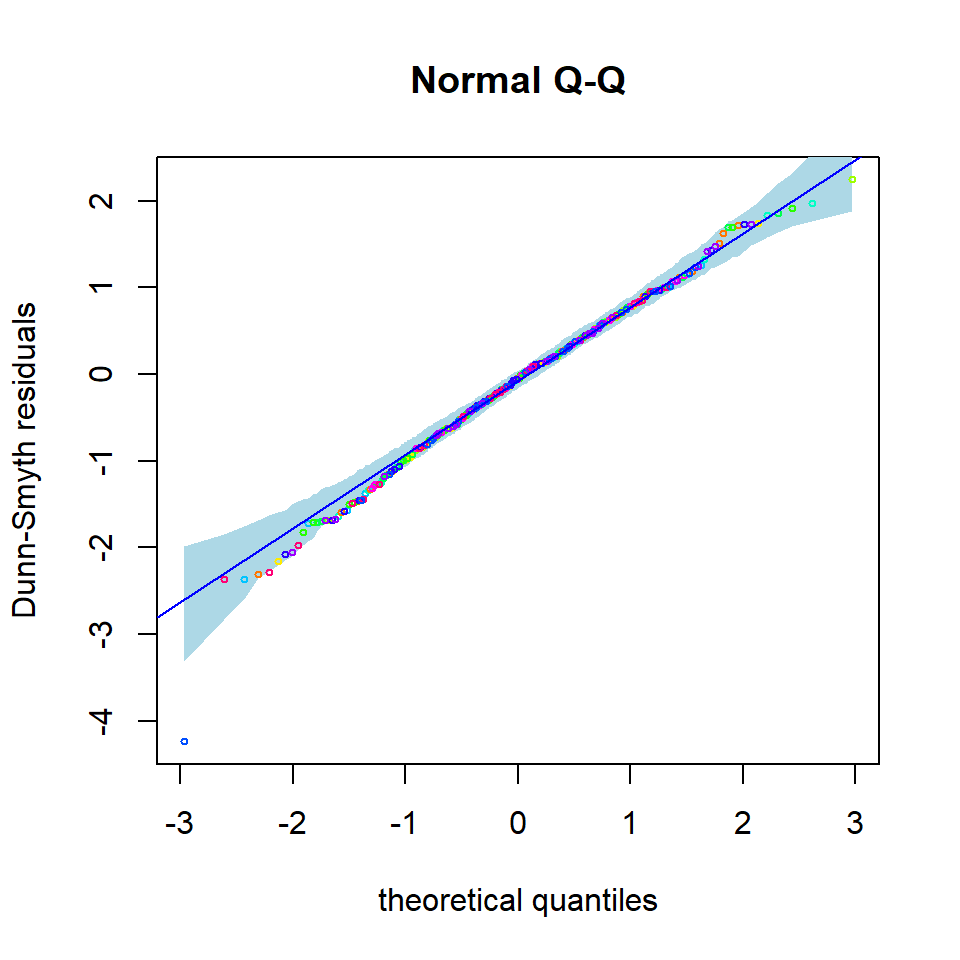 Normal Q-Q
Dunn-Smyth residuals
2
1
0
-1
-2
-3
-4
-3 -2 -1 0 1 2 3
theoretical quantiles